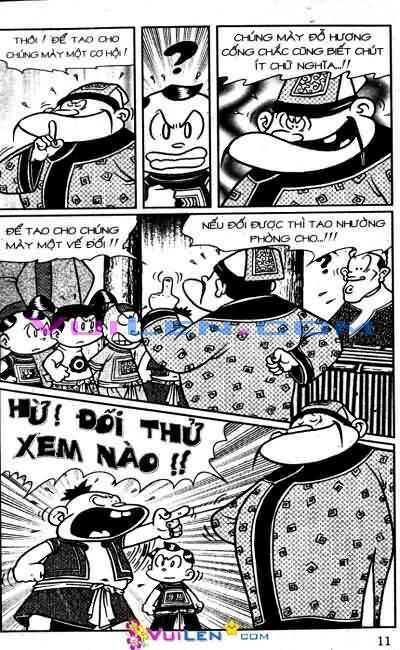 THÔI! ĐỂ TAO CHO
CHÚNG MÀY MỘT CƠ HỘI!
?
CHÚNG MÀY ĐỖ HƯƠNG
CỐNG CHẮC CŨNG BIẾT CHÚT
ÍT CHỮ NGHĨA...!!
ĐỂ TAO CHO CHÚNG
MÀY MỘT VẾ ĐỐI!!
NẾU ĐỐI ĐƯỢC THÌ TAO NHƯỜNG
PHÒNG CHO...!!!
?
VUILEN.COM
HỪ! ĐỐI THỬ
XEM NÀO!!
11
VUILEN.COM